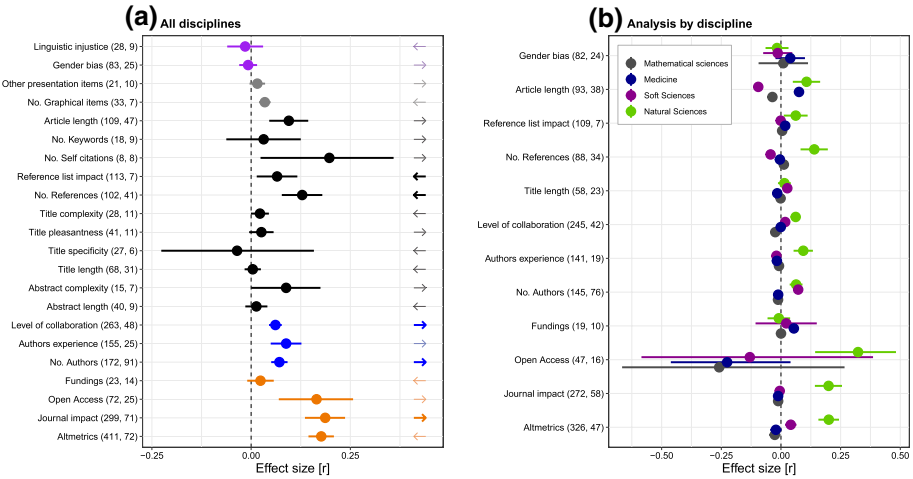 (a) All disciplines
Linguistic injustice (28, 9)
Gender bias (83, 25)
Other presentation items (21, 10)
No. Graphical items (33, 7)
Article length (109, 47)
No. Keywords (18, 9)
No. Self citations (8, 8)
Reference list impact (113, 7)
No. References (102, 41)
Title complexity (28, 11)
Title pleasantness (41, 11)
Title specificity (27, 6)
Title length (68, 31)
Abstract complexity (15, 7)
Abstract length (40, 9)
Level of collaboration (263, 48)
Authors experience (155, 25)
No. Authors (172, 91)
Fundings (23, 14)
Open Access (72, 25)
Journal impact (299, 71)
Altmetrics (411, 72)
−0.25 0.00 0.25
Effect size [r]
(b) Analysis by discipline
Gender bias (82, 24)
Article length (93, 38)
Reference list impact (109, 7)
No. References (88, 34)
Title length (58, 23)
Level of collaboration (245, 42)
Authors experience (141, 19)
No. Authors (145, 76)
Fundings (19, 10)
Open Access (47, 16)
Journal impact (272, 58)
Altmetrics (326, 47)
Mathematical sciences
Medicine
Soft Sciences
Natural Sciences
−0.50 −0.25 0.00 0.25 0.50
Effect size [r]